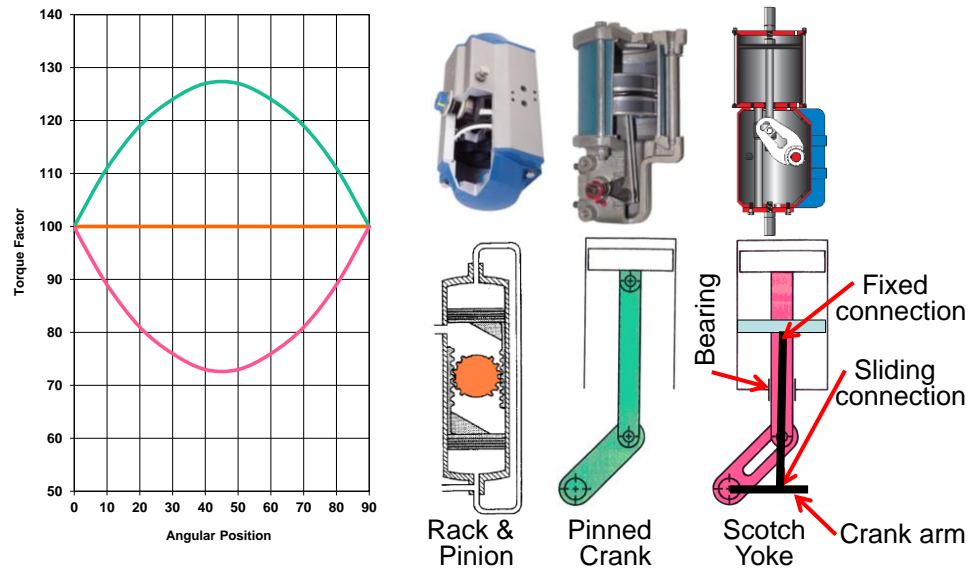 140
130
120
110
100
90
80
70
60
50
0 10 20 30 40 50 60 70 80 90
Torque Factor
Angular Position
Rack &
Pinion
Pinned
Crank
Scotch
Yoke
Bearing
Fixed
connection
Sliding
connection
Crank arm